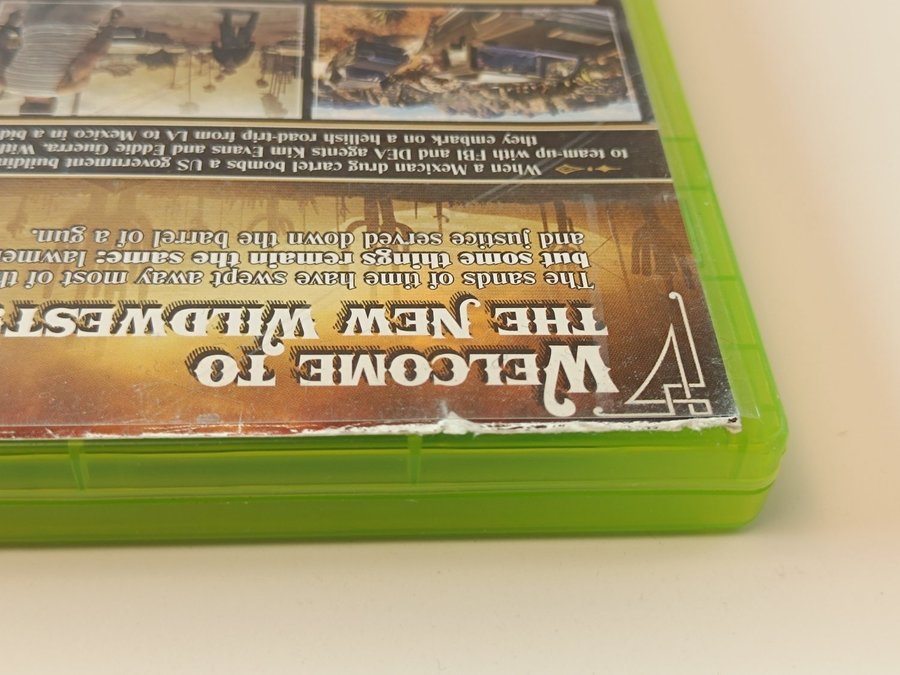 WELCOME TO
THE NEW WILDWEST
The sands of time have swept away most of
but some things remain the same: lawme
and justice served down the barrel of a gun.
When a Mexican drug cartel bombs a US government buildin
to team-up with FBI and DEA agents Kim Evans and Eddie Guerra. Wit
they embark on a hellish road-trip from LA to Mexico in a bid